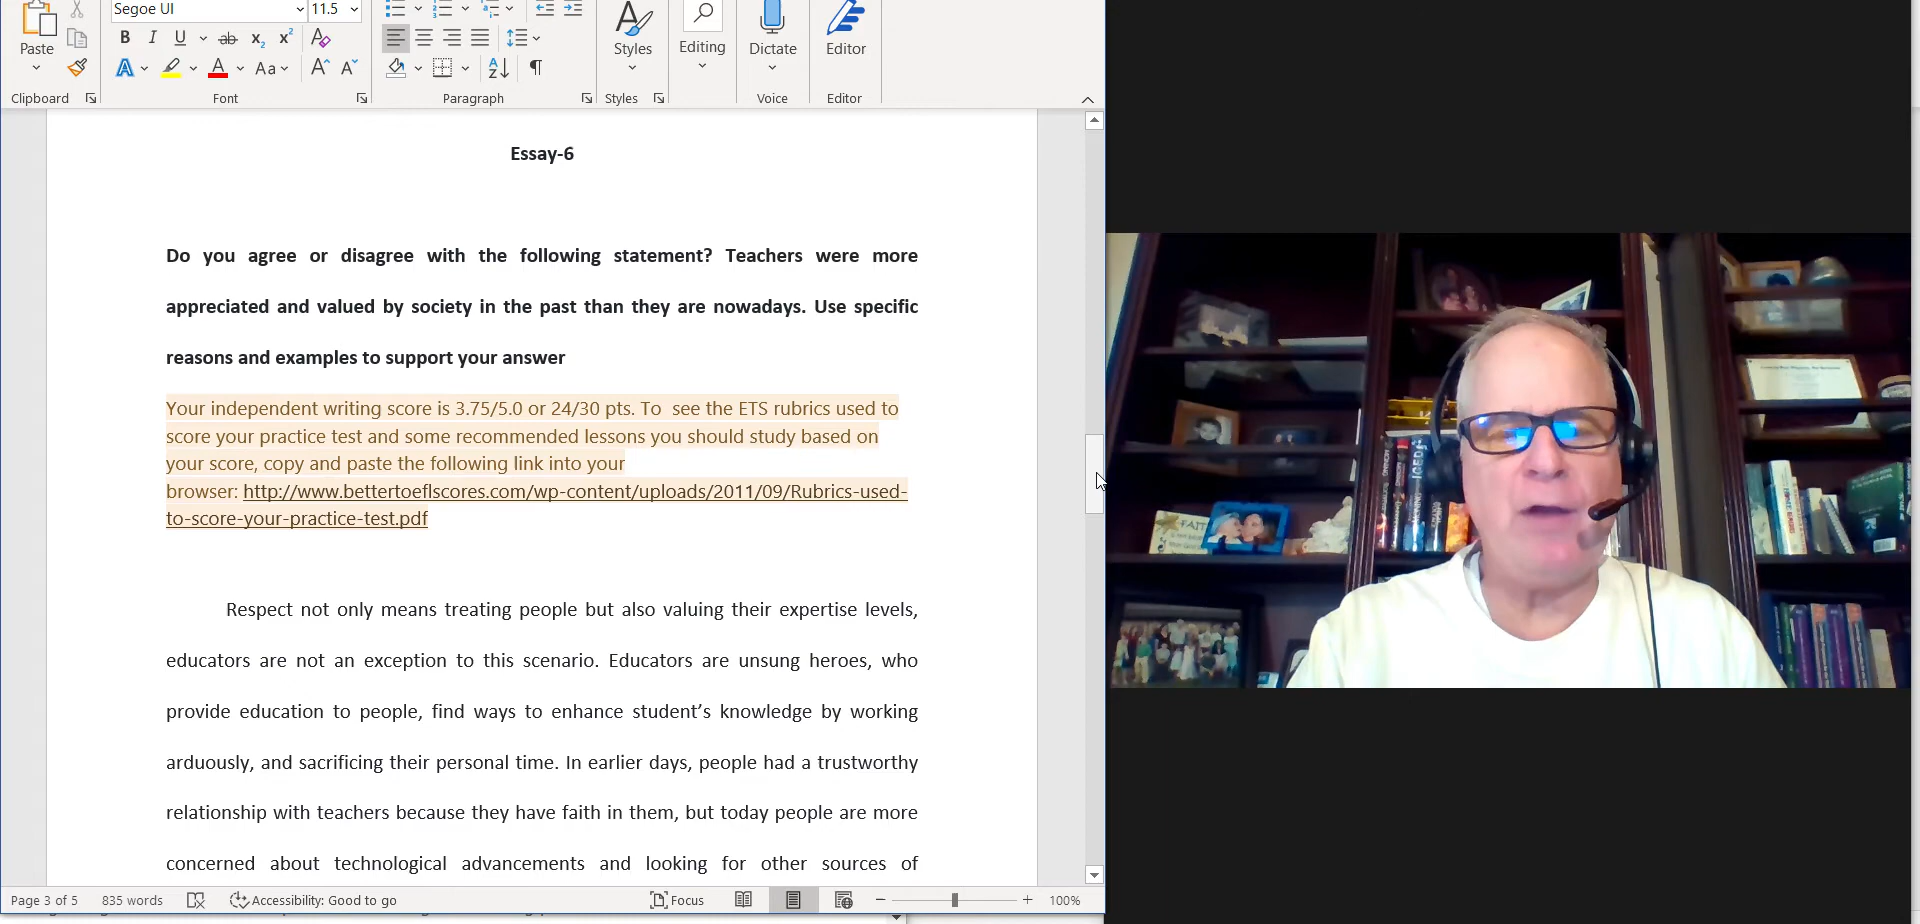 Segoe UI 11.5
Paste
B I U ab x₂ x²
A A Aa A A
Styles
Editing
Dictate
Editor
Clipboard Font Paragraph Styles Voice Editor
Essay-6
Do you agree or disagree with the following statement? Teachers were more
appreciated and valued by society in the past than they are nowadays. Use specific
reasons and examples to support your answer
Your independent writing score is 3.75/5.0 or 24/30 pts. To  see the ETS rubrics used to
score your practice test and some recommended lessons you should study based on
your score, copy and paste the following link into your
browser: http://www.bettertoeflscores.com/wp-content/uploads/2011/09/Rubrics-used-
to-score-your-practice-test.pdf
Respect not only means treating people but also valuing their expertise levels,
educators are not an exception to this scenario. Educators are unsung heroes, who
provide education to people, find ways to enhance student’s knowledge by working
arduously, and sacrificing their personal time. In earlier days, people had a trustworthy
relationship with teachers because they have faith in them, but today people are more
concerned about technological advancements and looking for other sources of
Page 3 of 5 835 words Accessibility: Good to go Focus 100%
FAIT